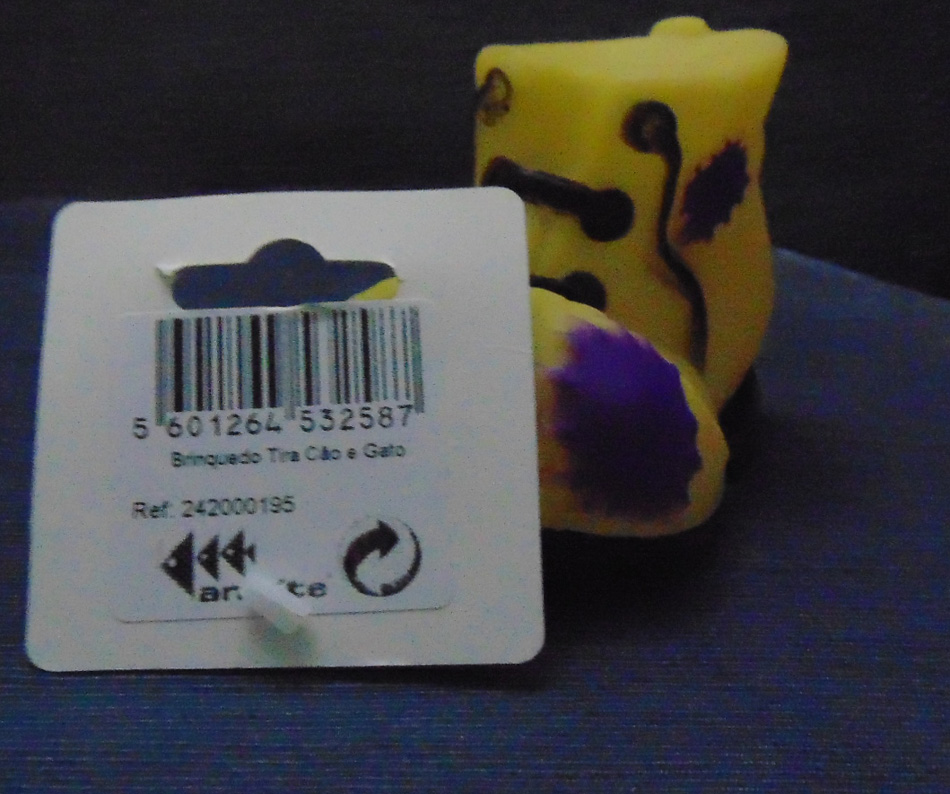 5 601264 532587
Brinquedo Tira Cão e Gato
Ref: 242000195